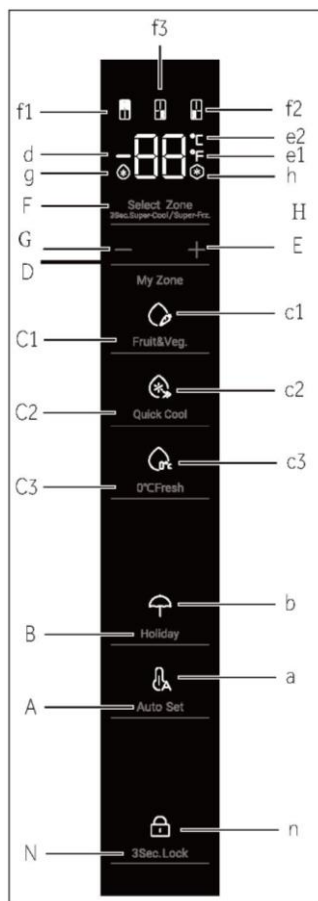 f3
f1 f2
88 °C e2
d °F e1
g h
F Select Zone
3Sec.Super-Cool/Super-Frz. H
G − + E
D
My Zone
c1
C1 Fruit&Veg.
c2
C2 Quick Cool
0°c c3
C3 0°CFresh
b
B Holiday
A a
A Auto Set
n
N 3Sec.Lock